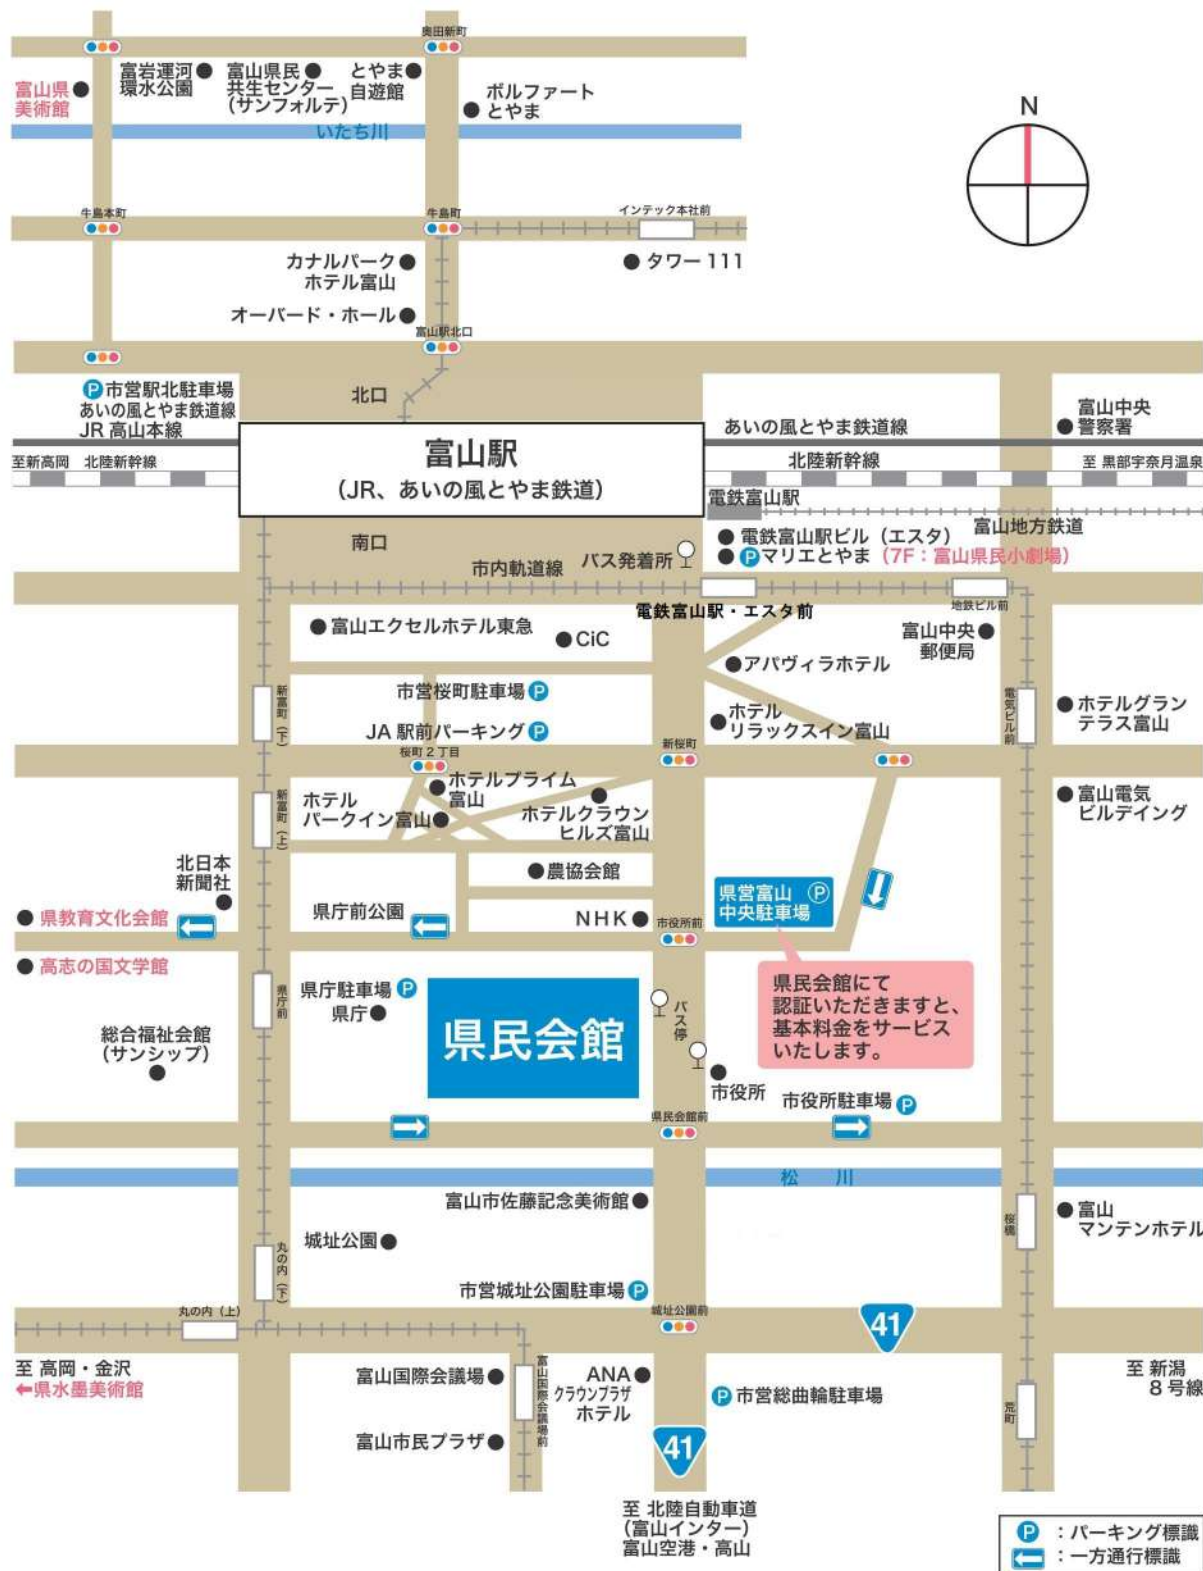 奥田新町
富山県
美術館
富岩運河
環水公園
富山県民
共生センター
(サンフォルテ)
とやま
自遊館
ボルファート
とやま
いたち川
N
牛島本町
牛島町
インテック本社前
カナルパーク
ホテル富山
タワー111
オーバード・ホール
富山駅北口
P市営駅北駐車場
あいの風とやま鉄道線
JR 高山本線
北口
あいの風とやま鉄道線
富山中央
警察署
至新高岡 北陸新幹線
富山駅
(JR、あいの風とやま鉄道)
北陸新幹線
至 黒部宇奈月温泉
電鉄富山駅
富山地方鉄道
南口
電鉄富山駅ビル(エスタ)
Pマリエとやま(7F:富山県民小劇場)
バス発着所
市内軌道線
電鉄富山駅・エスタ前
地鉄ビル前
富山エクセルホテル東急
CiC
富山中央
郵便局
アパヴィラホテル
新富町(下)
市営桜町駐車場P
ホテル
リラックスイン富山
電気ビル前
ホテルグラン
テラス富山
JA 駅前パーキングP
桜町2丁目
新桜町
ホテルプライム
富山
ホテル
パークイン富山
ホテルクラウン
ヒルズ富山
富山電気
ビルデイング
新富町(上)
北日本
新聞社
農協会館
県営富山
中央駐車場
P
県教育文化会館
県庁前公園
NHK
市役所前
高志の国文学館
県庁前
県庁駐車場P
県庁
県民会館
バス停
県民会館にて
認証いただきますと、
基本料金をサービス
いたします。
総合福祉会館
(サンシップ)
市役所
市役所駐車場P
県民会館前
松川
富山市佐藤記念美術館
桜橋
富山
マンテンホテル
城址公園
丸の内(下)
市営城址公園駐車場P
丸の内(上)
城址公園前
41
至 高岡・金沢
←県水墨美術館
富山国際会議場
富山国際会議場前
ANA
クラウンプラザ
ホテル
P市営総曲輪駐車場
荒町
至 新潟
8号線
富山市民プラザ
41
至 北陸自動車道
(富山インター)
富山空港・高山
P:パーキング標識
:一方通行標識